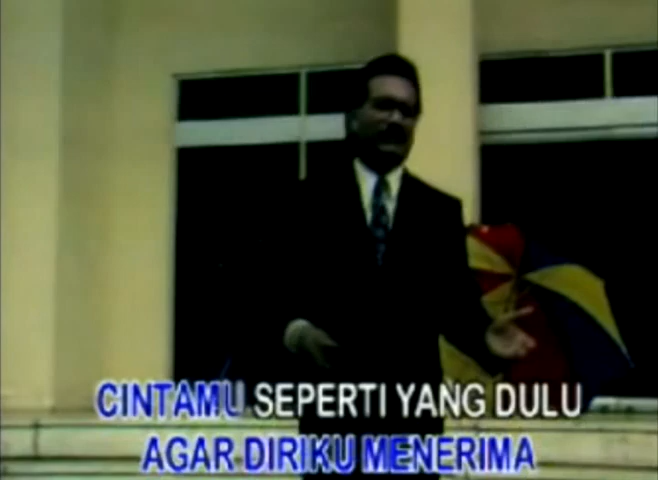 CINTAMU SEPERTI YANG DULU
AGAR DIRIKU MENERIMA